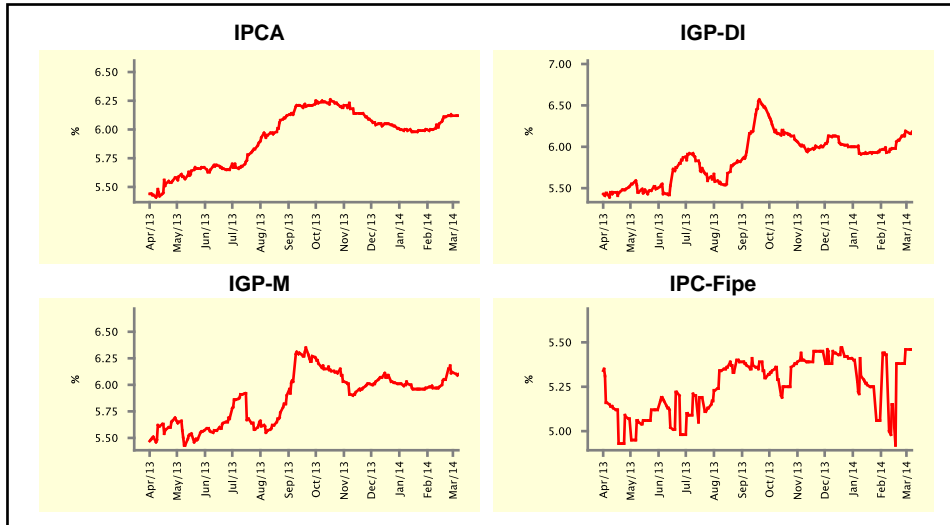 IPCA
6.50
6.25
6.00
5.75
5.50
%
Apr/13
May/13
Jun/13
Jul/13
Aug/13
Sep/13
Oct/13
Nov/13
Dec/13
Jan/14
Feb/14
Mar/14
IGP-DI
7.00
6.50
6.00
5.50
%
Apr/13
May/13
Jun/13
Jul/13
Aug/13
Sep/13
Oct/13
Nov/13
Dec/13
Jan/14
Feb/14
Mar/14
IGP-M
6.50
6.00
5.75
5.50
%
Apr/13
May/13
Jun/13
Jul/13
Aug/13
Sep/13
Oct/13
Nov/13
Dec/13
Jan/14
Feb/14
Mar/14
IPC-Fipe
5.50
5.25
5.00
%
Apr/13
May/13
Jun/13
Jul/13
Aug/13
Sep/13
Oct/13
Nov/13
Dec/13
Jan/14
Feb/14
Mar/14